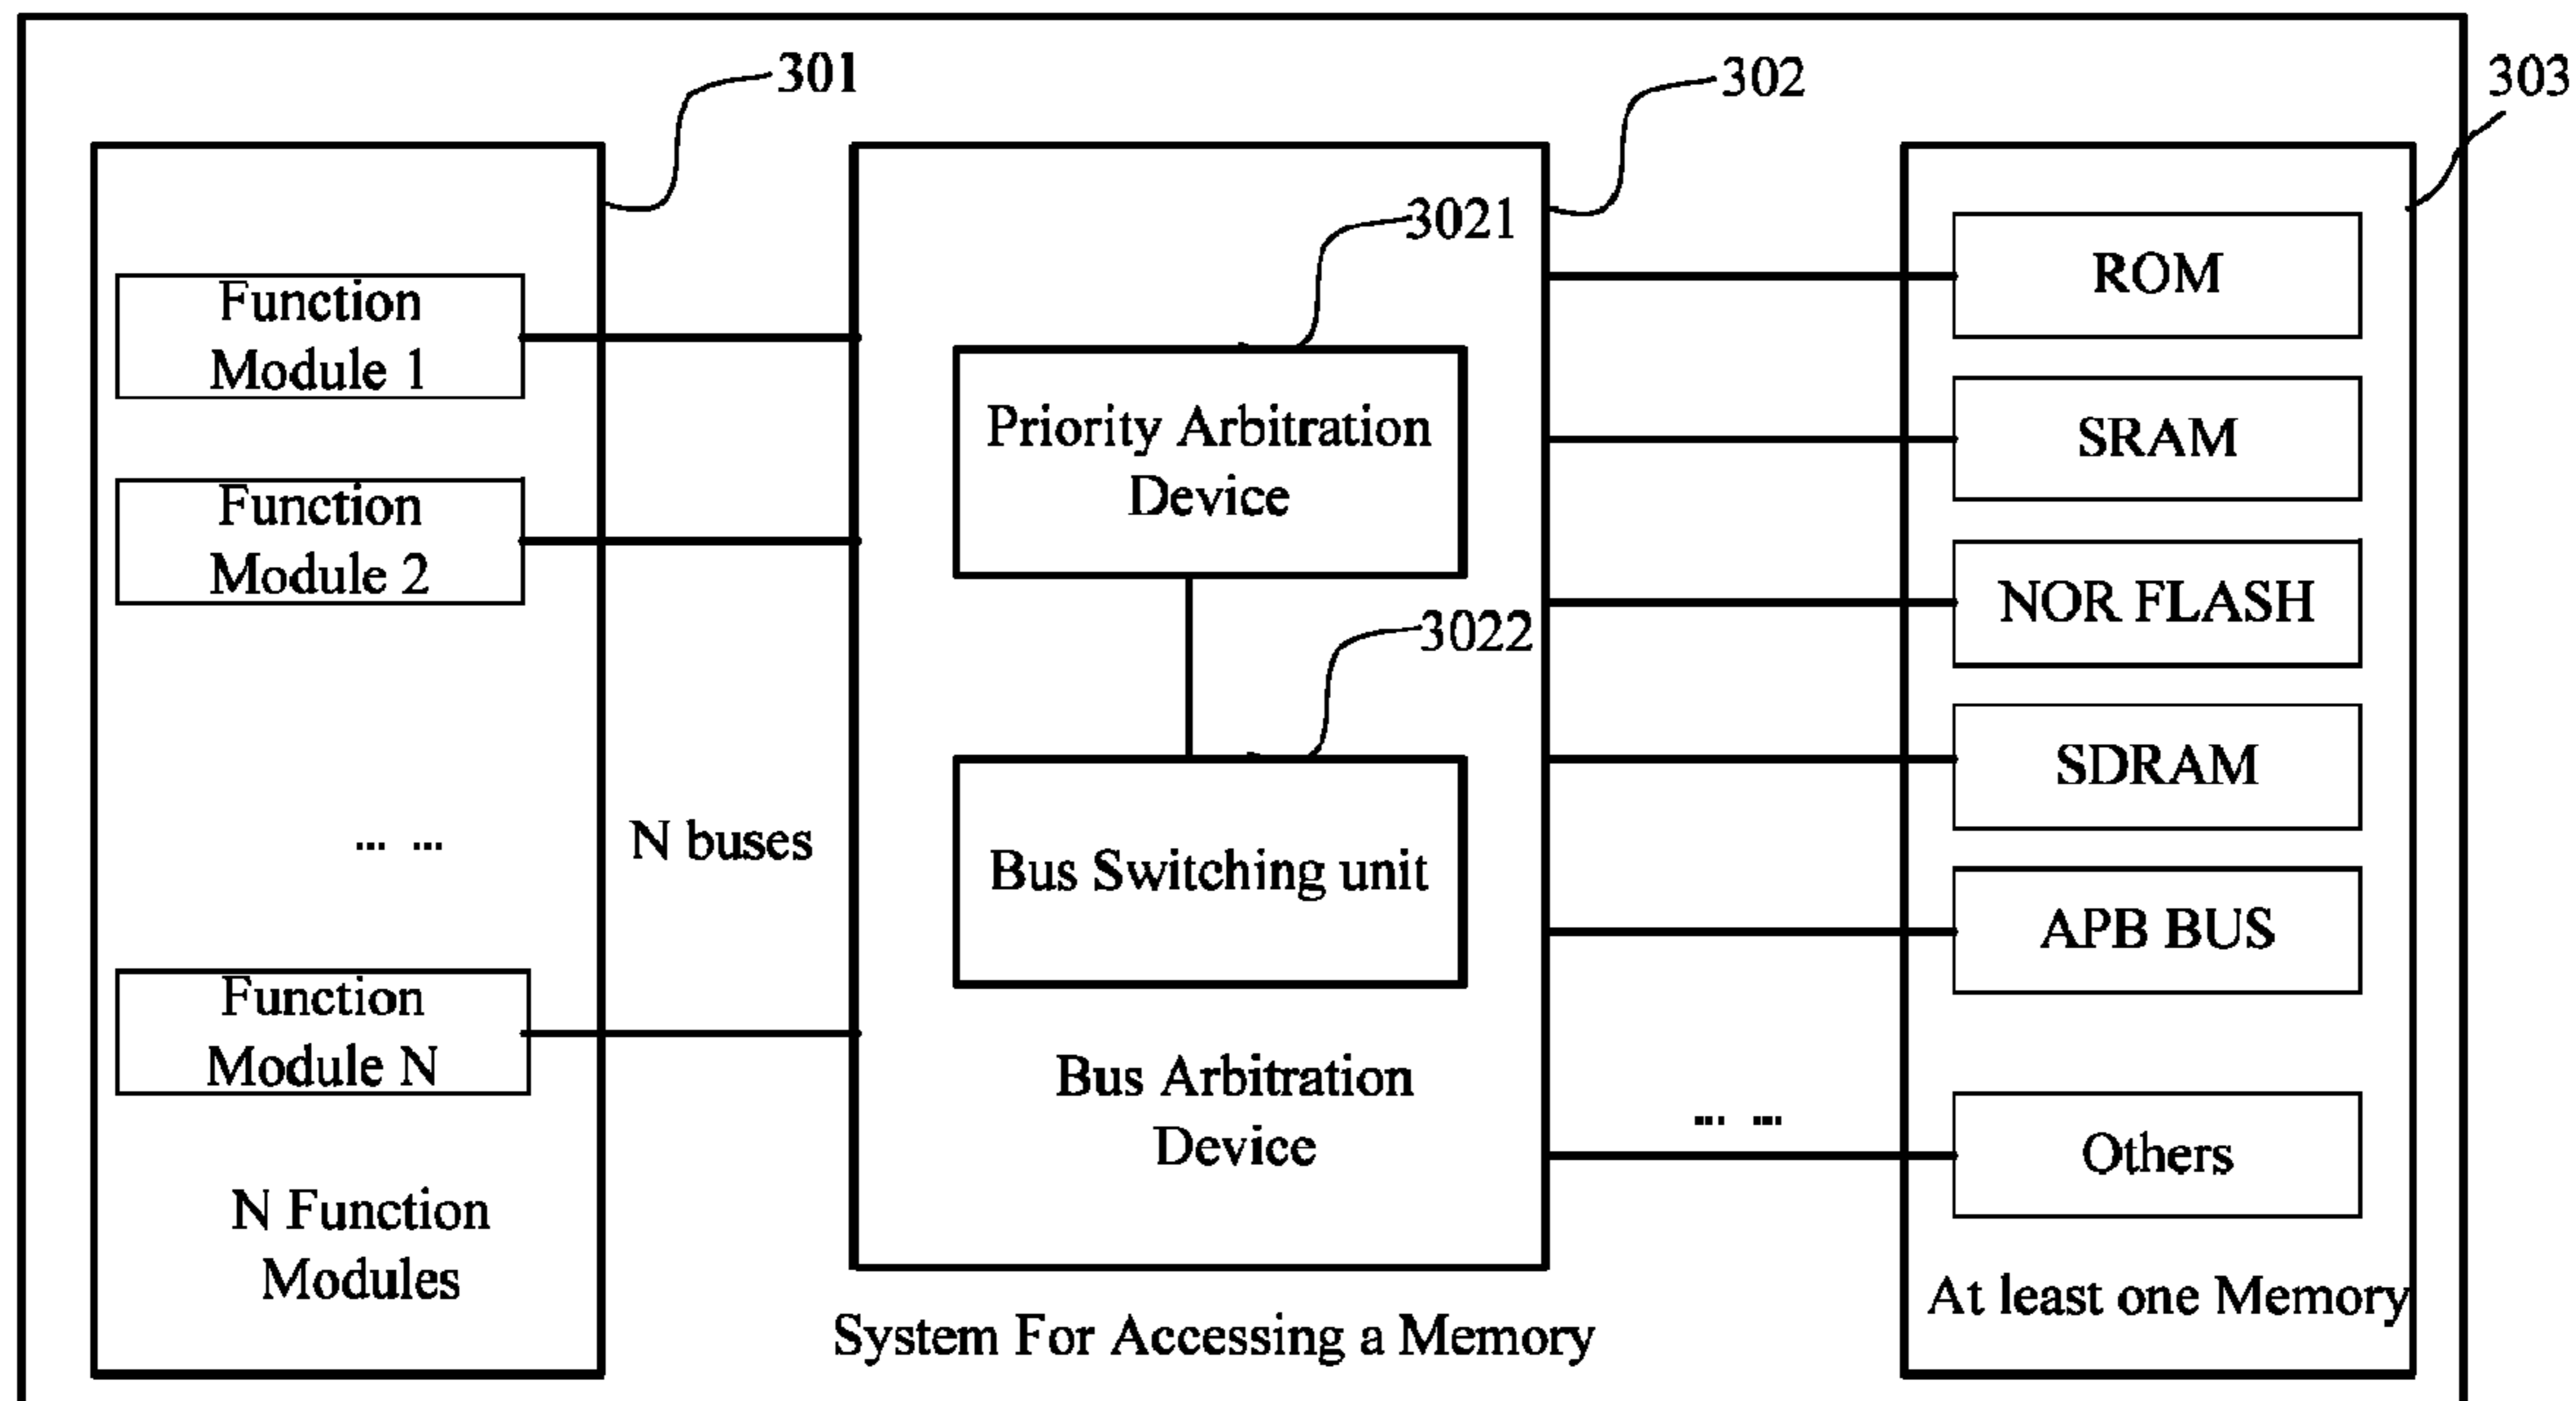 301
302
303
3021
3022
Function
Module 1
Function
Module 2
... ...
Function
Module N
N Function
Modules
N buses
Priority Arbitration
Device
Bus Switching unit
Bus Arbitration
Device
ROM
SRAM
NOR FLASH
SDRAM
APB BUS
... ...
Others
At least one Memory
System For Accessing a Memory